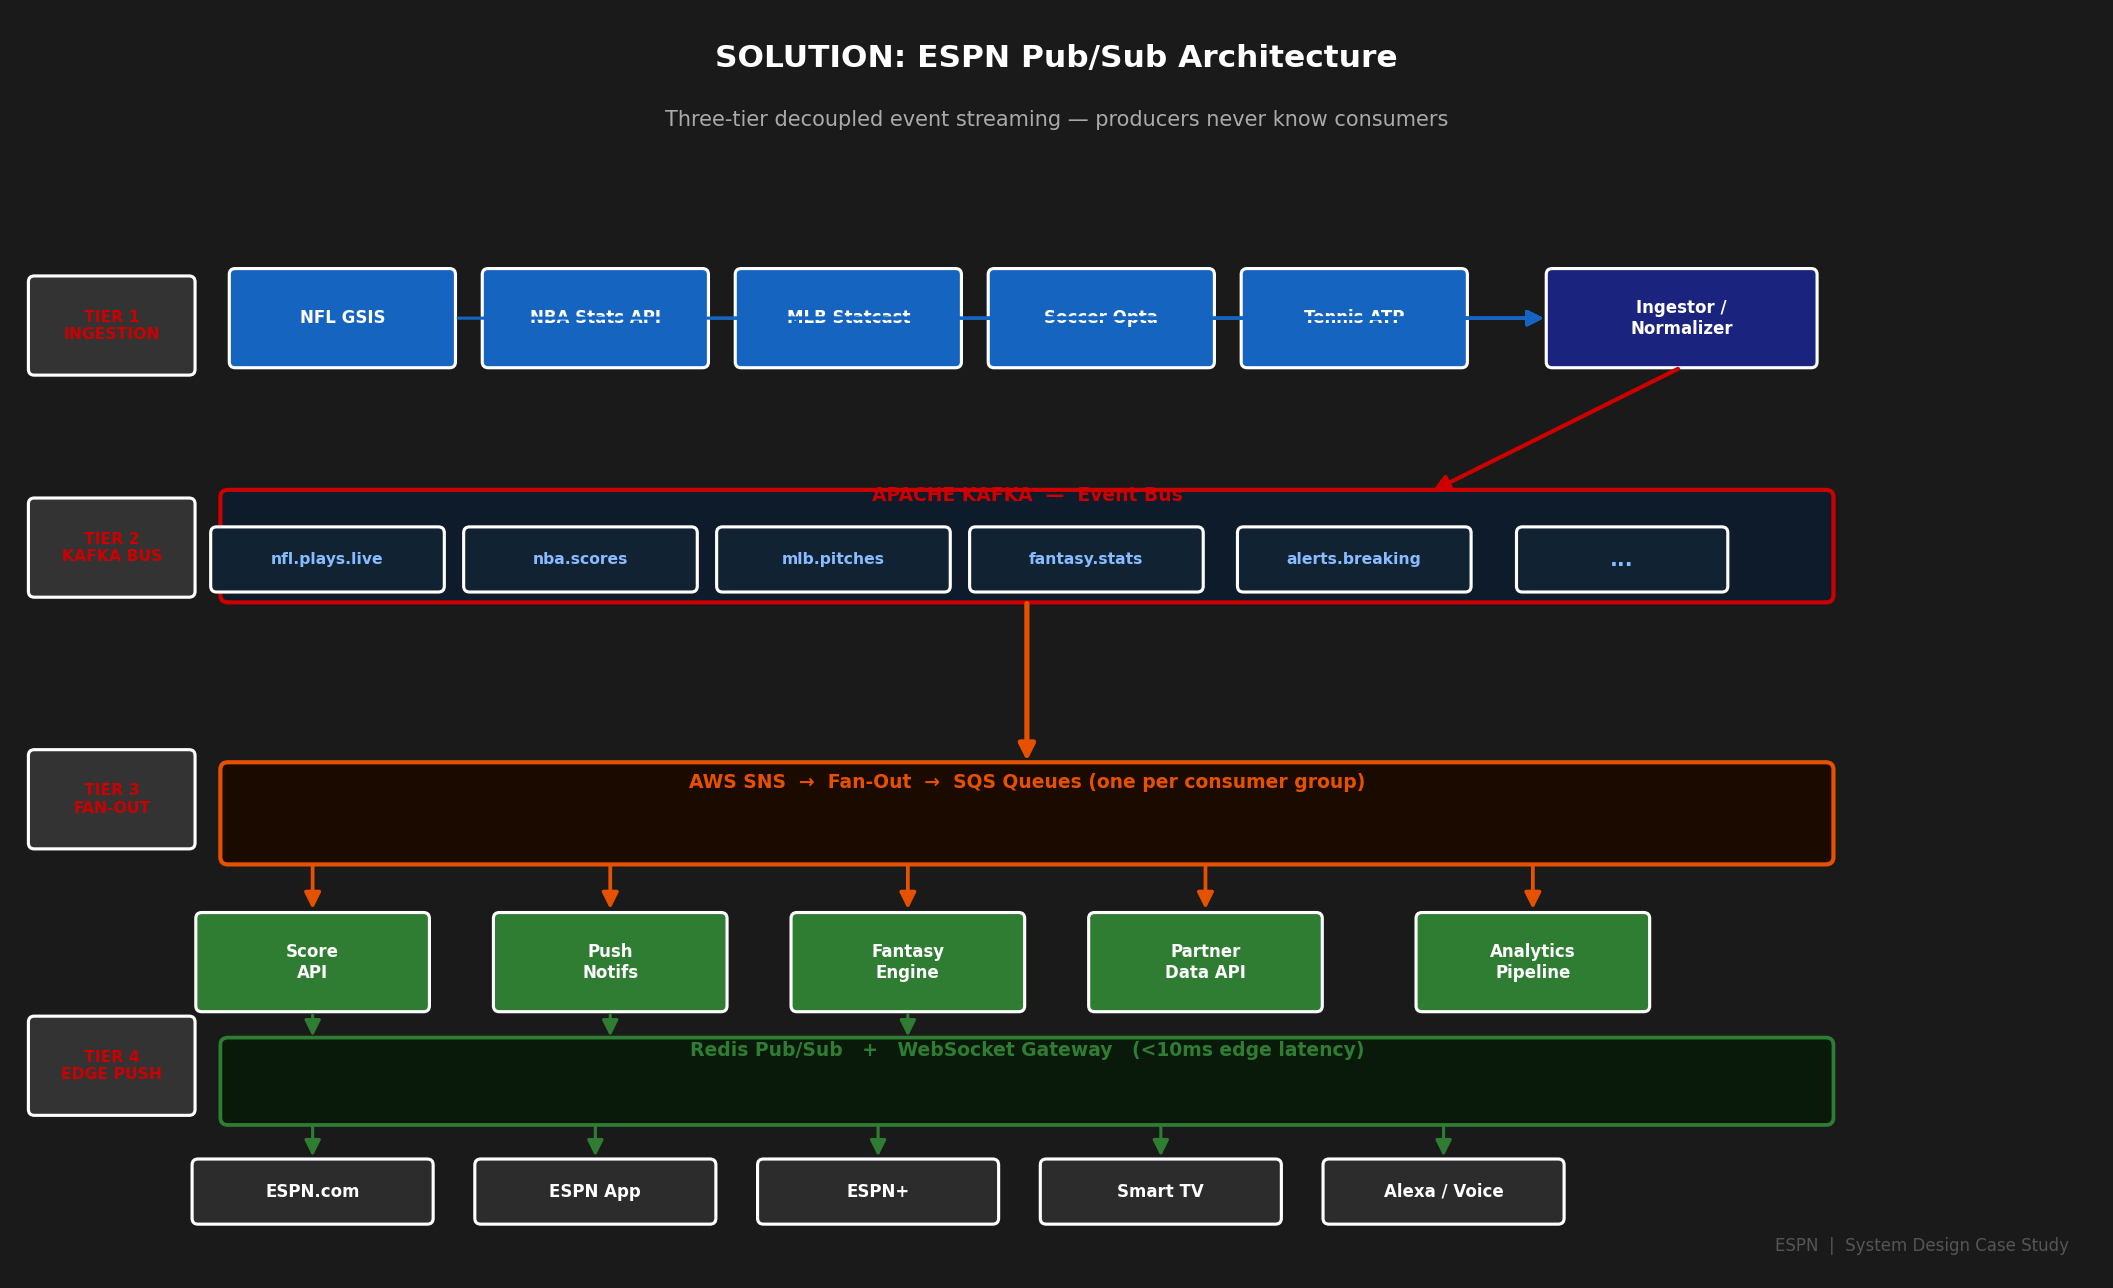 SOLUTION: ESPN Pub/Sub Architecture
Three-tier decoupled event streaming — producers never know consumers
TIER 1
INGESTION
NFL GSIS
NBA Stats API
MLB Statcast
Soccer Opta
Tennis ATP
Ingestor /
Normalizer
TIER 2
KAFKA BUS
APACHE KAFKA — Event Bus
nfl.plays.live
nba.scores
mlb.pitches
fantasy.stats
alerts.breaking
...
TIER 3
FAN-OUT
AWS SNS → Fan-Out → SQS Queues (one per consumer group)
Score
API
Push
Notifs
Fantasy
Engine
Partner
Data API
Analytics
Pipeline
TIER 4
EDGE PUSH
Redis Pub/Sub + WebSocket Gateway (<10ms edge latency)
ESPN.com
ESPN App
ESPN+
Smart TV
Alexa / Voice
ESPN | System Design Case Study